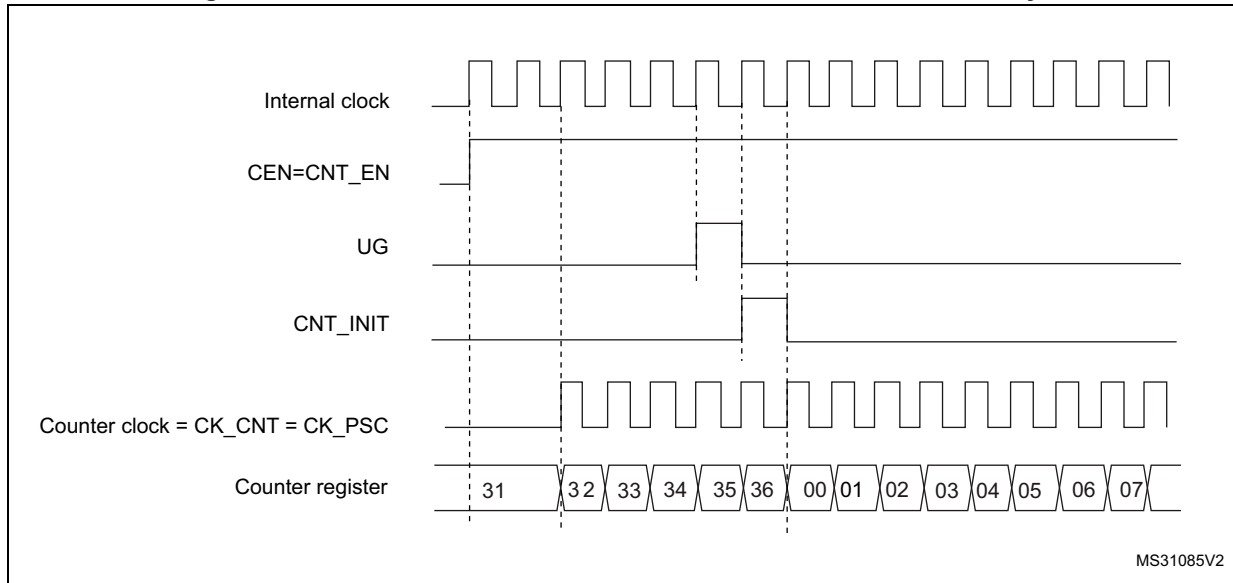 Internal clock
CEN=CNT_EN
UG
CNT_INIT
Counter clock = CK_CNT = CK_PSC
Counter register 31 32 33 34 35 36 00 01 02 03 04 05 06 07
MS31085V2